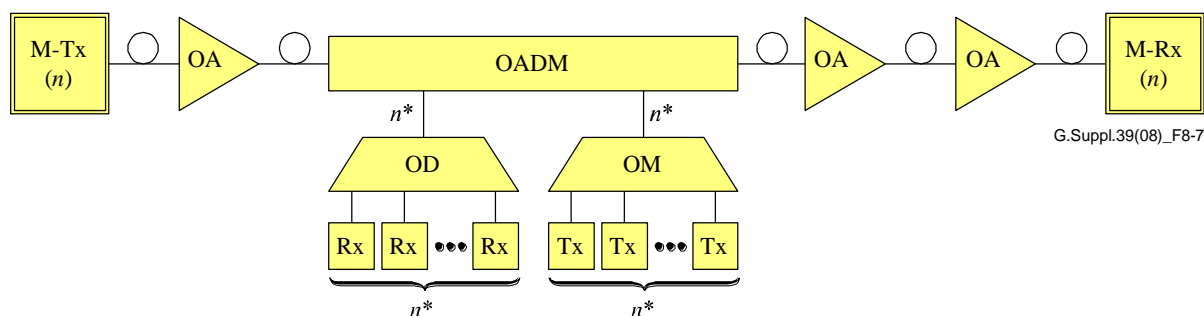 M-Tx
(n)
OA
OADM
OA
OA
M-Rx
(n)
G.Suppl.39(08)_F8-7
n*
n*
OD
OM
Rx
Rx
•••
Rx
Tx
Tx
•••
Tx
n*
n*